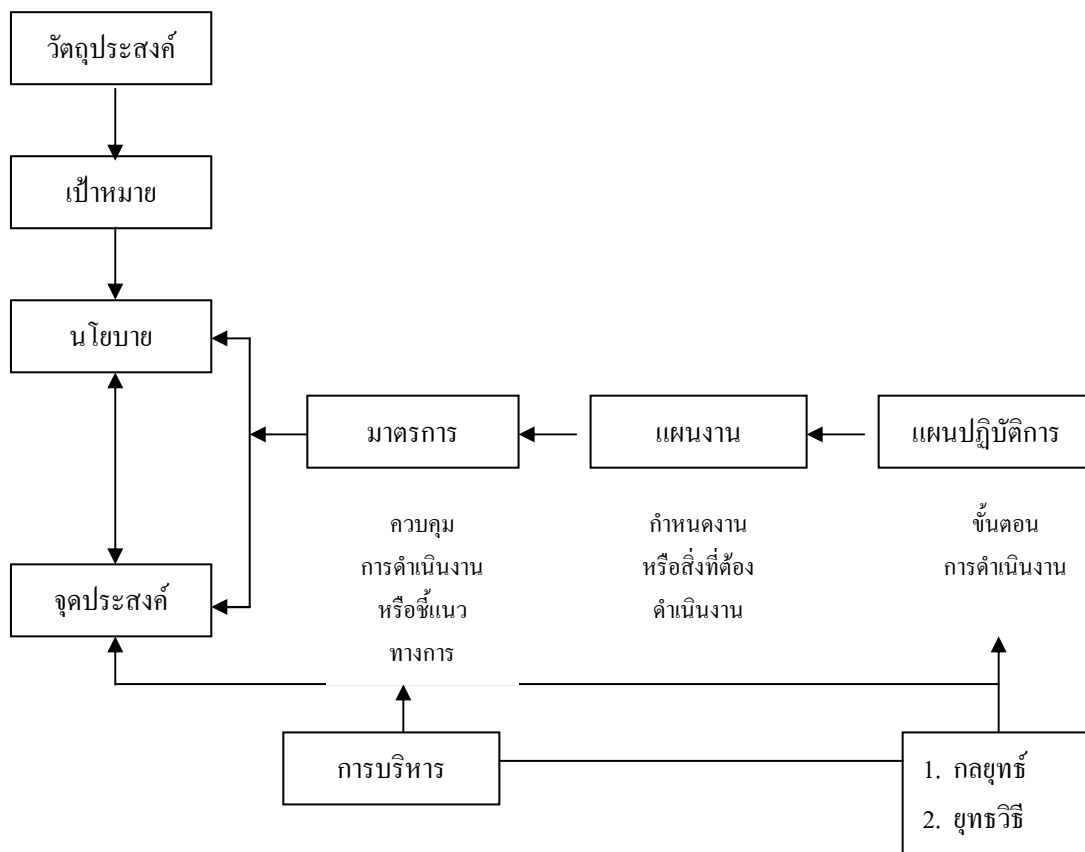 วัตถุประสงค์
เป้าหมาย
นโยบาย
มาตรการ
แผนงาน
แผนปฏิบัติการ
ควบคุม
การดำเนินงาน
หรือชี้แนว
ทางการ
กำหนดงาน
หรือสิ่งที่ต้อง
ดำเนินงาน
ขั้นตอน
การดำเนินงาน
จุดประสงค์
การบริหาร
1. กลยุทธ์
2. ยุทธวิธี